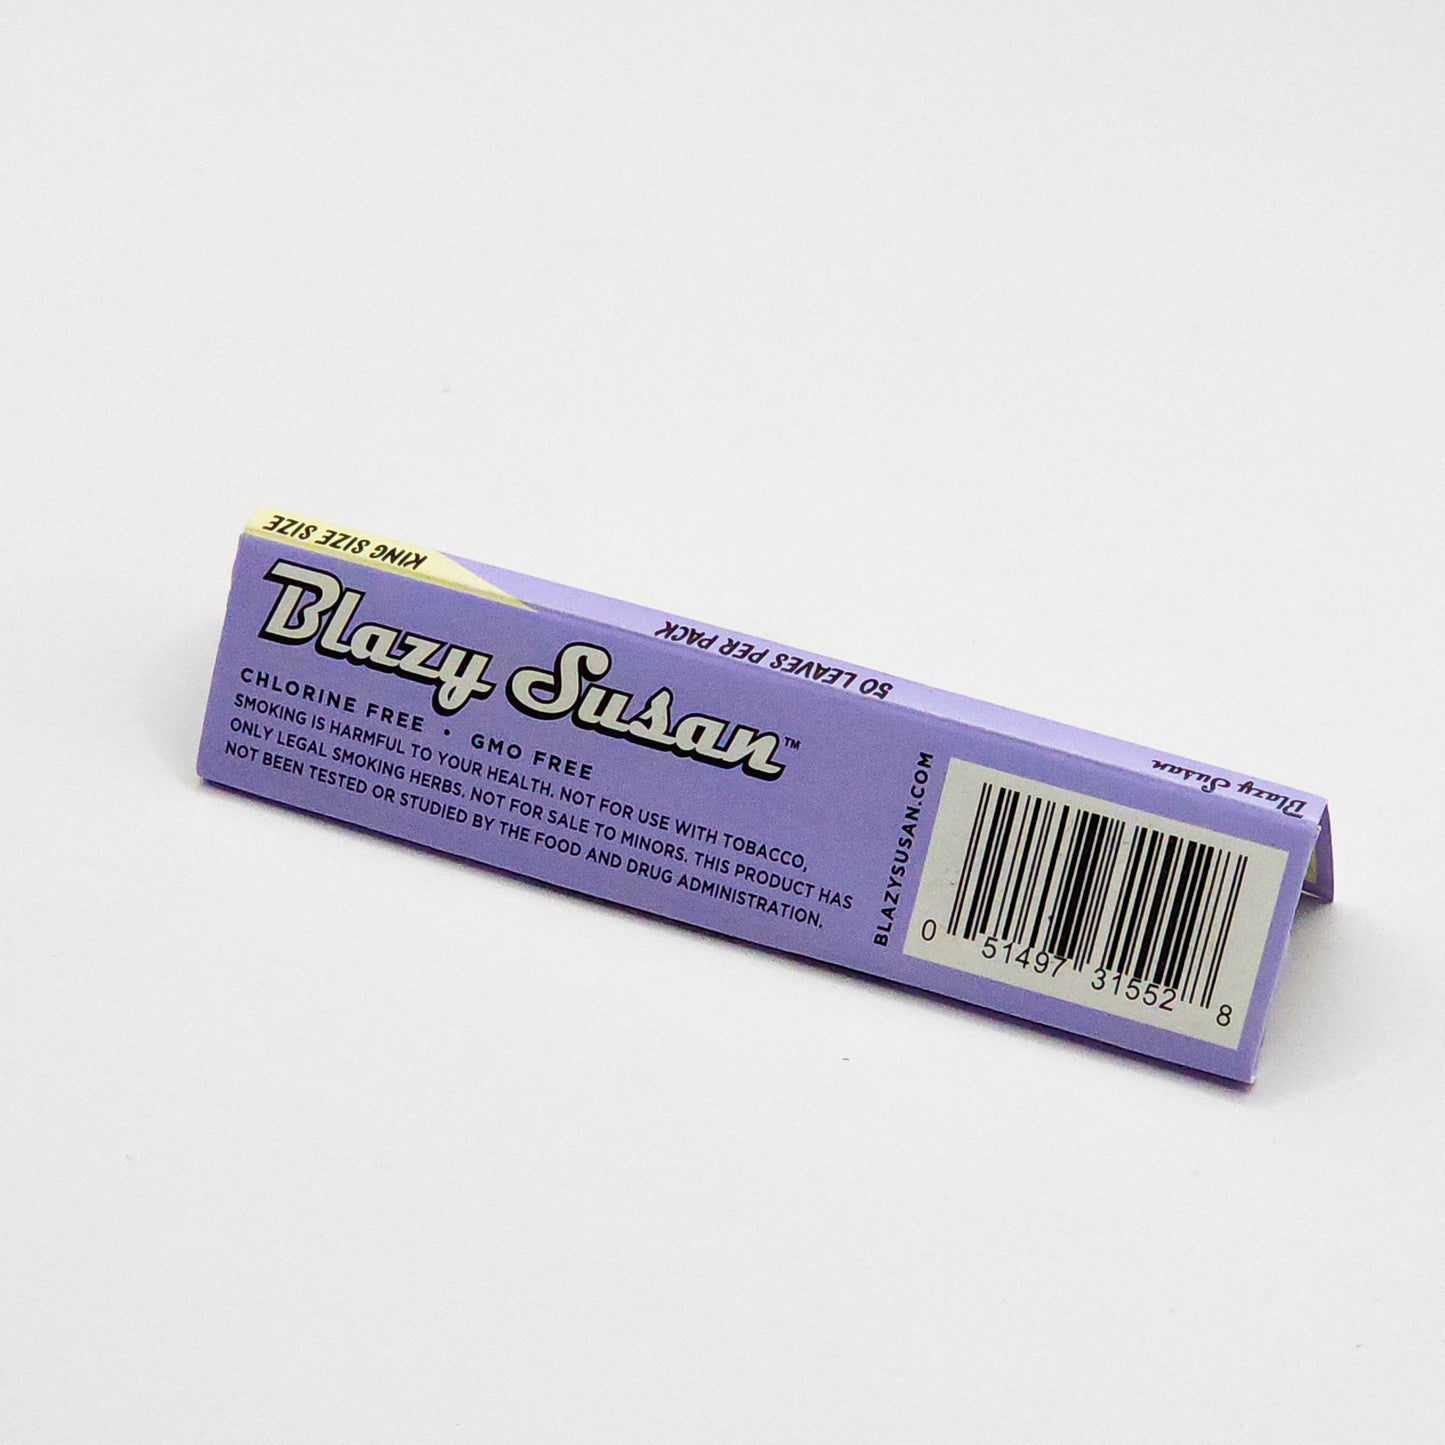 KING SIZE SIZE
50 LEAVES PER PACK
Blazy Susan
Blazy Susan™
CHLORINE FREE • GMO FREE
SMOKING IS HARMFUL TO YOUR HEALTH. NOT FOR USE WITH TOBACCO,
ONLY LEGAL SMOKING HERBS. NOT FOR SALE TO MINORS. THIS PRODUCT HAS
NOT BEEN TESTED OR STUDIED BY THE FOOD AND DRUG ADMINISTRATION.
BLAZYSUSAN.COM
0 51497 31552 8